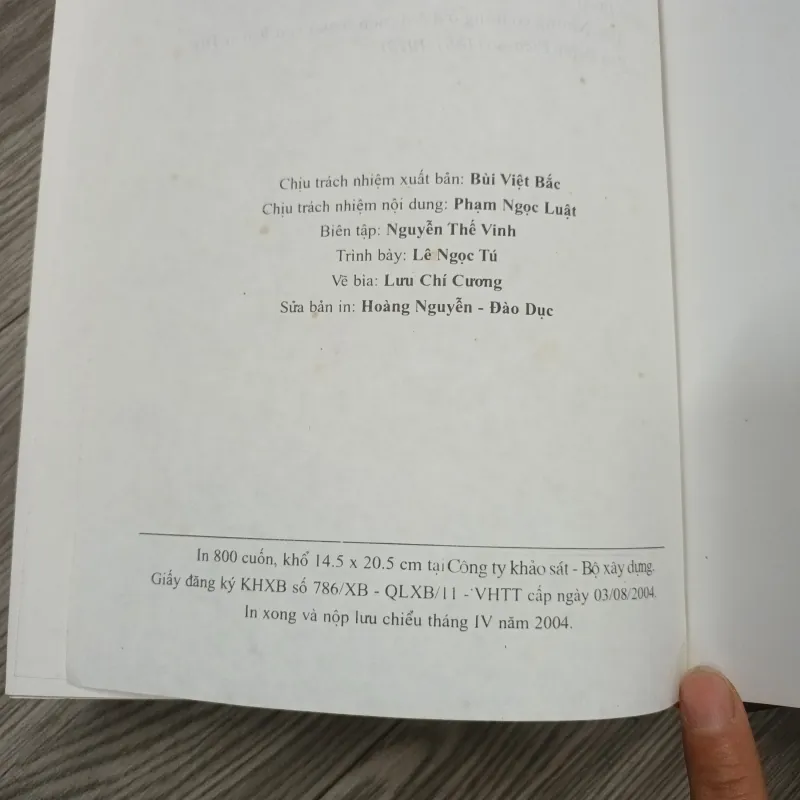 Chịu trách nhiệm xuất bản: Bùi Việt Bắc
Chịu trách nhiệm nội dung: Phạm Ngọc Luật
Biên tập: Nguyễn Thế Vinh
Trình bày: Lê Ngọc Tú
Vẽ bìa: Lưu Chí Cương
Sửa bản in: Hoàng Nguyễn - Đào Dục
In 800 cuốn, khổ 14.5 x 20.5 cm tại Công ty khảo sát - Bộ xây dựng.
Giấy đăng ký KHXB số 786/XB - QLXB/11 - VHTT cấp ngày 03/08/2004.
In xong và nộp lưu chiểu tháng IV năm 2004.